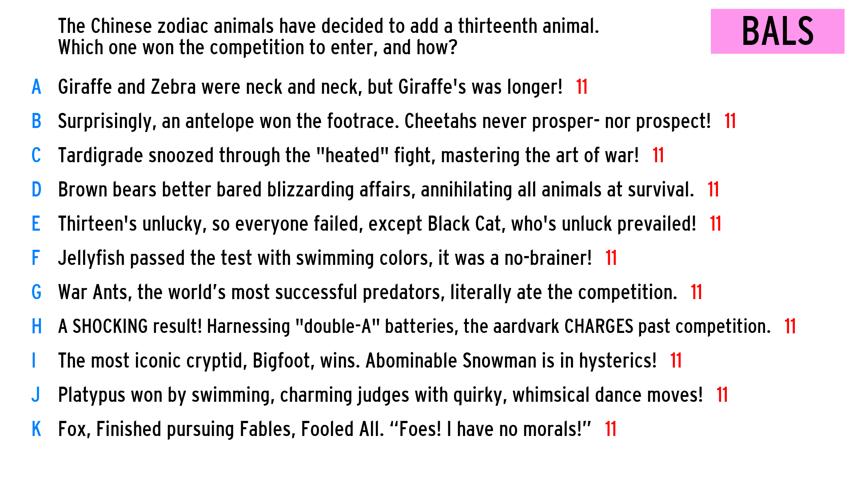 The Chinese zodiac animals have decided to add a thirteenth animal.
Which one won the competition to enter, and how?
BALS
A Giraffe and Zebra were neck and neck, but Giraffe's was longer! 11
B Surprisingly, an antelope won the footrace. Cheetahs never prosper- nor prospect! 11
C Tardigrade snoozed through the "heated" fight, mastering the art of war! 11
D Brown bears better bared blizzarding affairs, annihilating all animals at survival. 11
E Thirteen's unlucky, so everyone failed, except Black Cat, who's unluck prevailed! 11
F Jellyfish passed the test with swimming colors, it was a no-brainer! 11
G War Ants, the world’s most successful predators, literally ate the competition. 11
H A SHOCKING result! Harnessing "double-A" batteries, the aardvark CHARGES past competition. 11
I The most iconic cryptid, Bigfoot, wins. Abominable Snowman is in hysterics! 11
J Platypus won by swimming, charming judges with quirky, whimsical dance moves! 11
K Fox, Finished pursuing Fables, Fooled All. “Foes! I have no morals!” 11